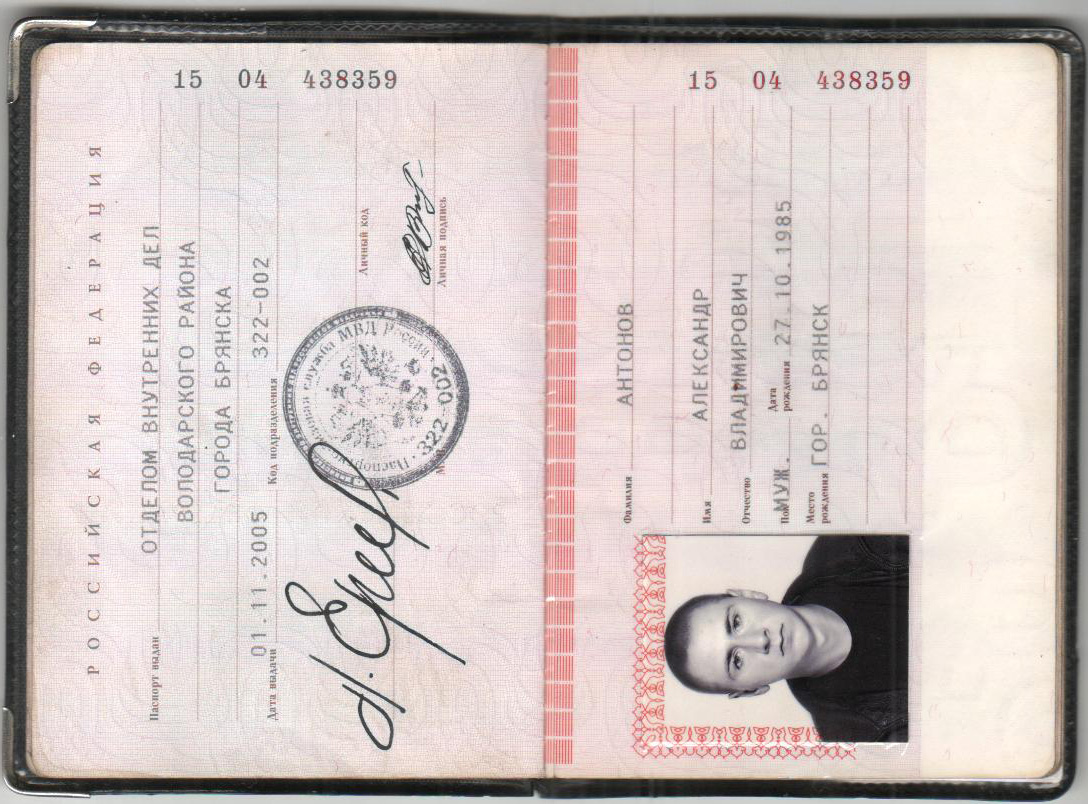 РОССИЙСКАЯ ФЕДЕРАЦИЯ
15 04 438359
Паспорт выдан ОТДЕЛОМ ВНУТРЕННИХ ДЕЛ
ВОЛОДАРСКОГО РАЙОНА
ГОРОДА БРЯНСКА
Дата выдачи 01.11.2005 Код подразделения 322-002
Личный код
Личная подпись
МВД России
322-002
15 04 438359
Фамилия АНТОНОВ
Имя АЛЕКСАНДР
Отчество ВЛАДИМИРОВИЧ
Пол МУЖ. Дата рождения 27.10.1985
Место рождения ГОР. БРЯНСК